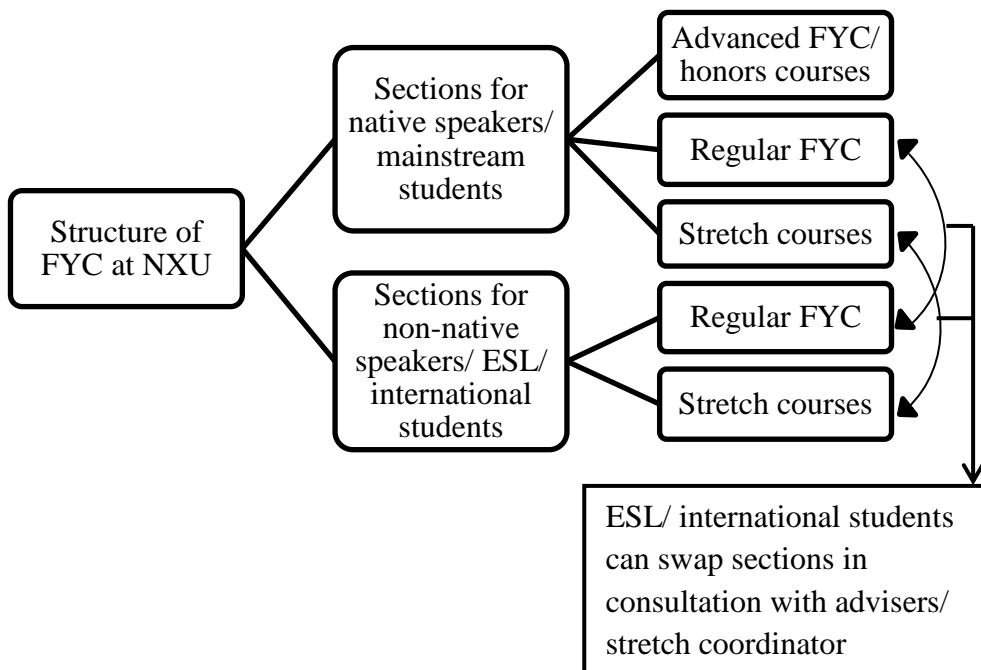 Structure of
FYC at NXU
Sections for
native speakers/
mainstream
students
Advanced FYC/
honors courses
Regular FYC
Stretch courses
Sections for
non-native
speakers/ ESL/
international
students
Regular FYC
Stretch courses
ESL/ international students
can swap sections in
consultation with advisers/
stretch coordinator